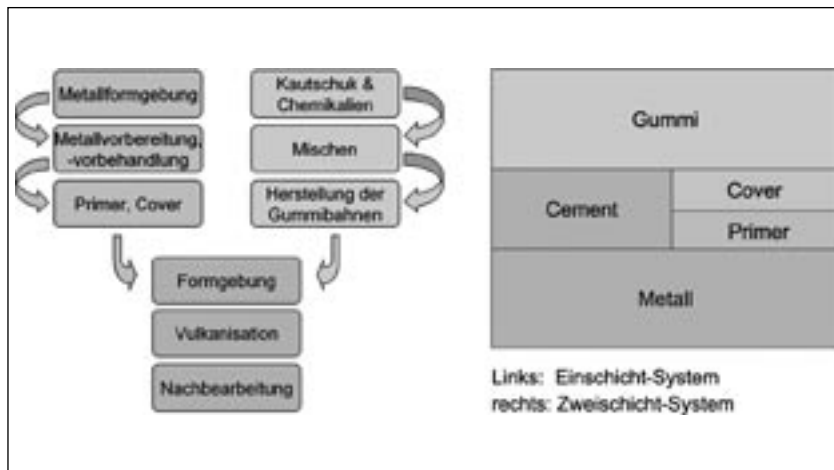 Metallformgebung
Metallvorbereitung,
-vorbehandlung
Primer, Cover
Kautschuk &
Chemikalien
Mischen
Herstellung der
Gummibahnen
Formgebung
Vulkanisation
Nachbearbeitung
Gummi
Cement
Cover
Primer
Metall
Links: Einschicht-System
rechts: Zweischicht-System